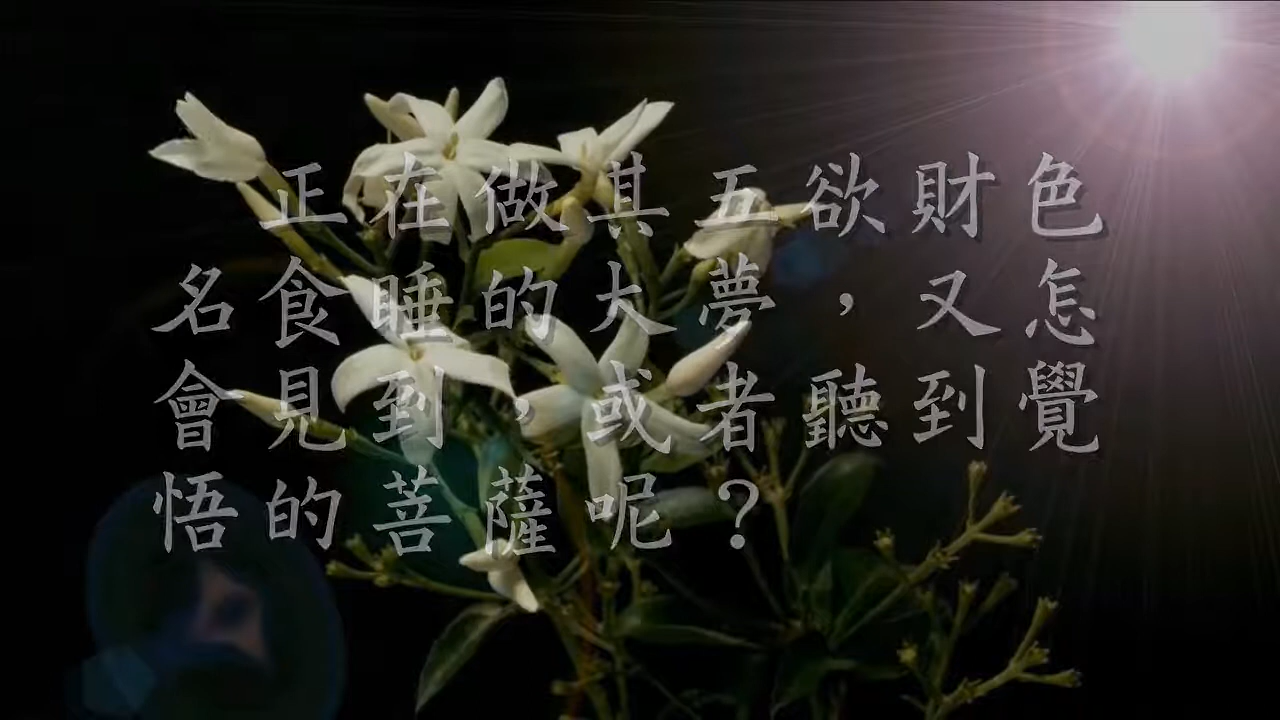 正在做其五欲財色
名食睡的大夢，又怎
會見到，或者聽到覺
悟的菩薩呢？